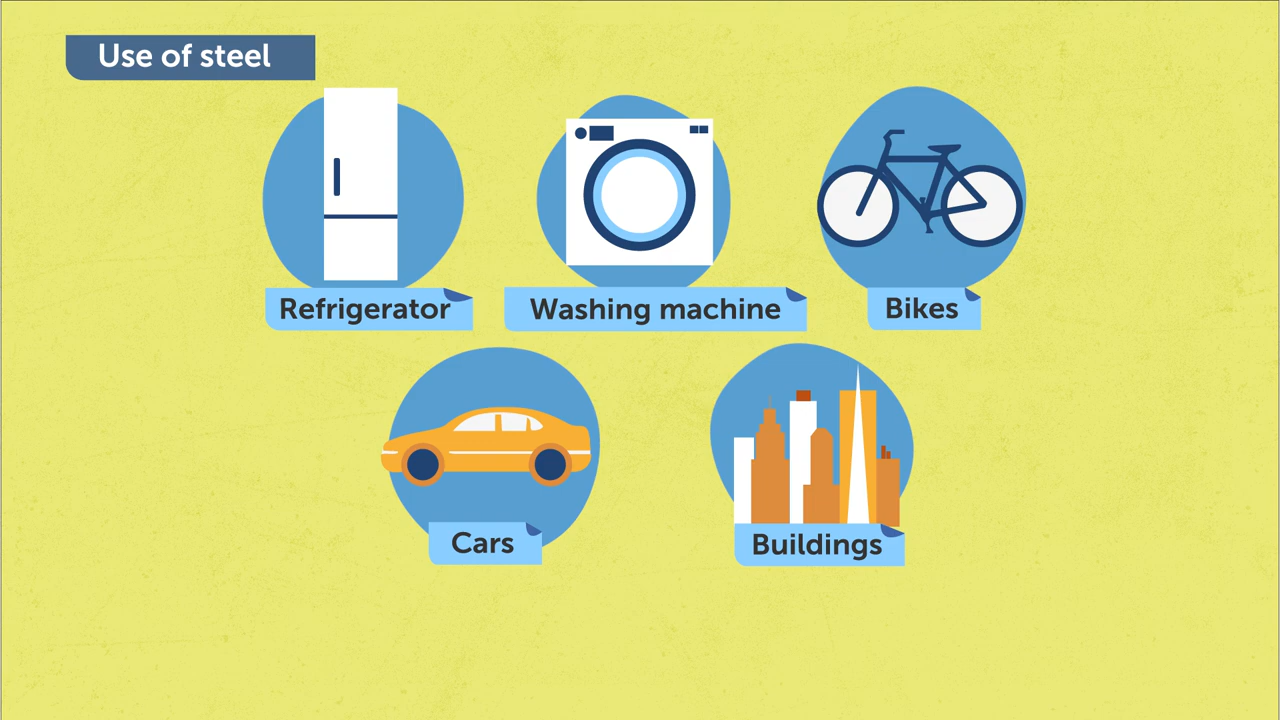 Use of steel
Refrigerator
Washing machine
Bikes
Cars
Buildings